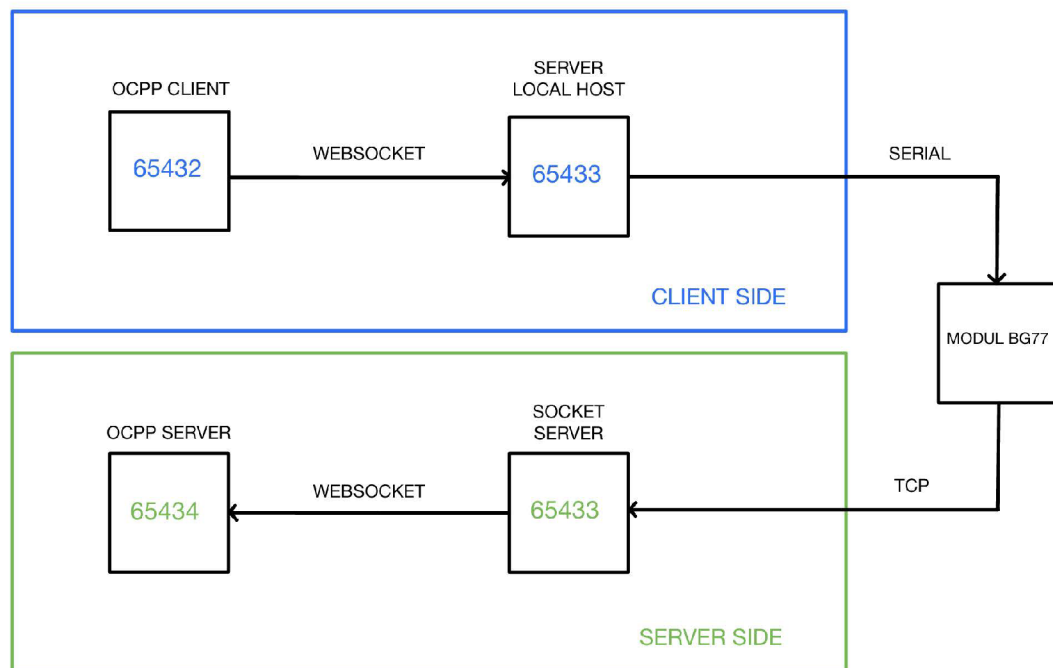 OCPP CLIENT
65432
WEBSOCKET
SERVER
LOCAL HOST
65433
SERIAL
CLIENT SIDE
MODUL BG77
OCPP SERVER
65434
WEBSOCKET
SOCKET
SERVER
65433
TCP
SERVER SIDE